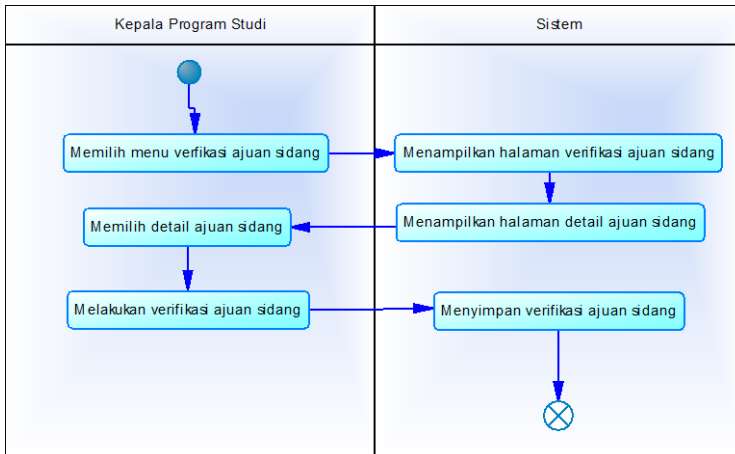 Kepala Program Studi
Sistem
Memilih menu verfikasi ajuan sidang
Menampilkan halaman verifikasi ajuan sidang
Memilih detail ajuan sidang
Menampilkan halaman detail ajuan sidang
Melakukan verifikasi ajuan sidang
Menyimpan verifikasi ajuan sidang